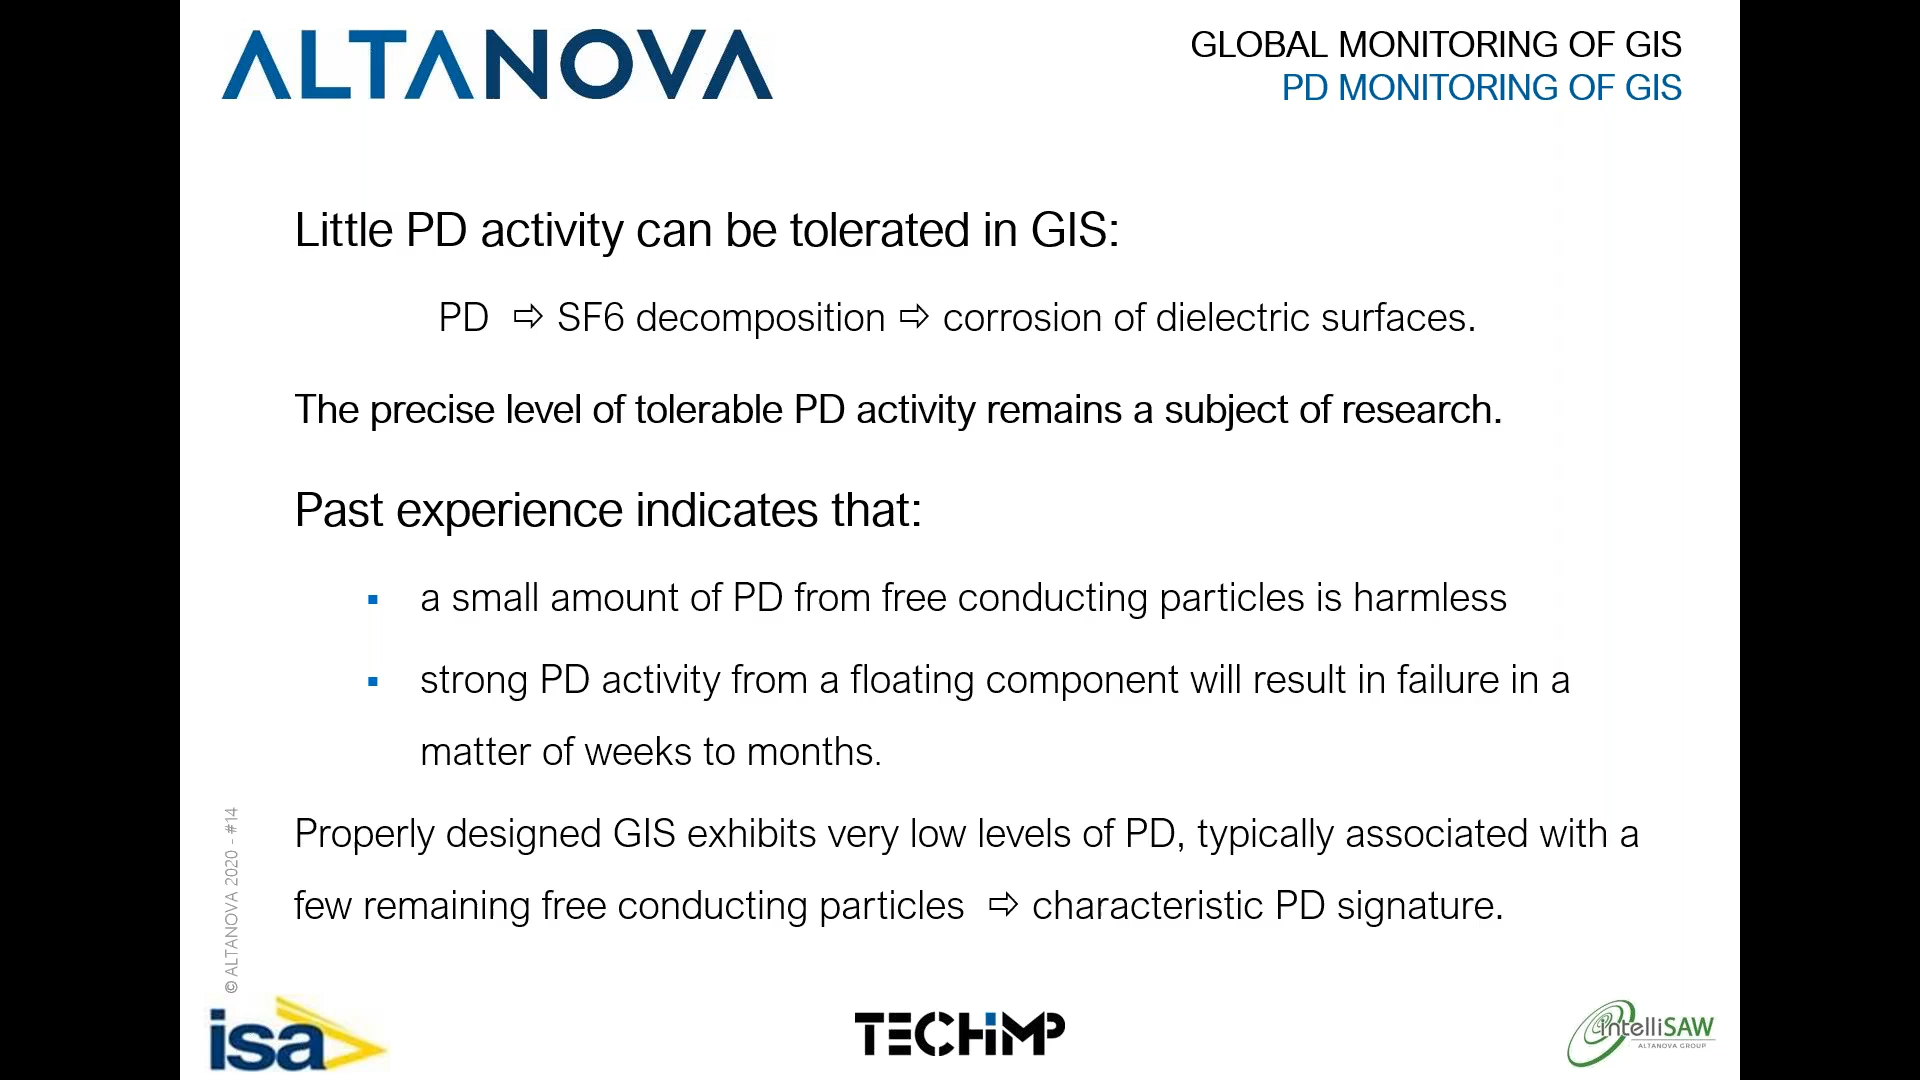 ALTANOVA
GLOBAL MONITORING OF GIS
PD MONITORING OF GIS
Little PD activity can be tolerated in GIS:
PD ⇨ SF6 decomposition ⇨ corrosion of dielectric surfaces.
The precise level of tolerable PD activity remains a subject of research.
Past experience indicates that:
▪ a small amount of PD from free conducting particles is harmless
▪ strong PD activity from a floating component will result in failure in a
matter of weeks to months.
Properly designed GIS exhibits very low levels of PD, typically associated with a
few remaining free conducting particles ⇨ characteristic PD signature.
© ALTANOVA 2020 - #14
isa
TECHIMP
intelliSAW
ALTANOVA GROUP